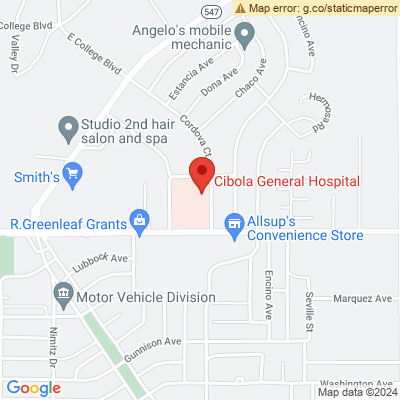 Map error: g.co/staticmaperror
College Blvd
547
Angelo's mobile
mechanic
Encino Ave
Valley Dr
E College Blvd
Estancia Ave
Dona Ave
Chaco Ave
Hermosa
Rd
Cordova Ct
Studio 2nd hair
salon and spa
Smith's
Cibola General Hospital
R.Greenleaf Grants
Allsup's
Convenience Store
Lubbock Ave
Motor Vehicle Division
Encino Ave
Seville St
Marquez Ave
Nimitz Dr
Gunnison Ave
Washington Ave
Google
Map data ©2024